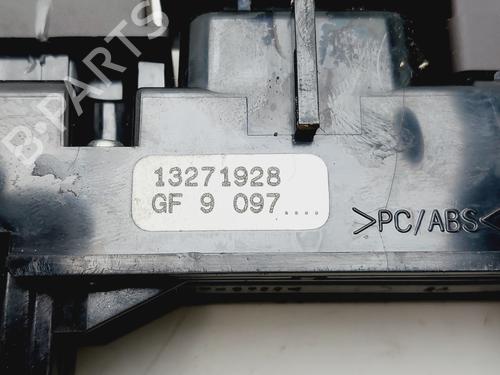 B-PARTS
13271928
GF 9 097....
>PC/ABS<